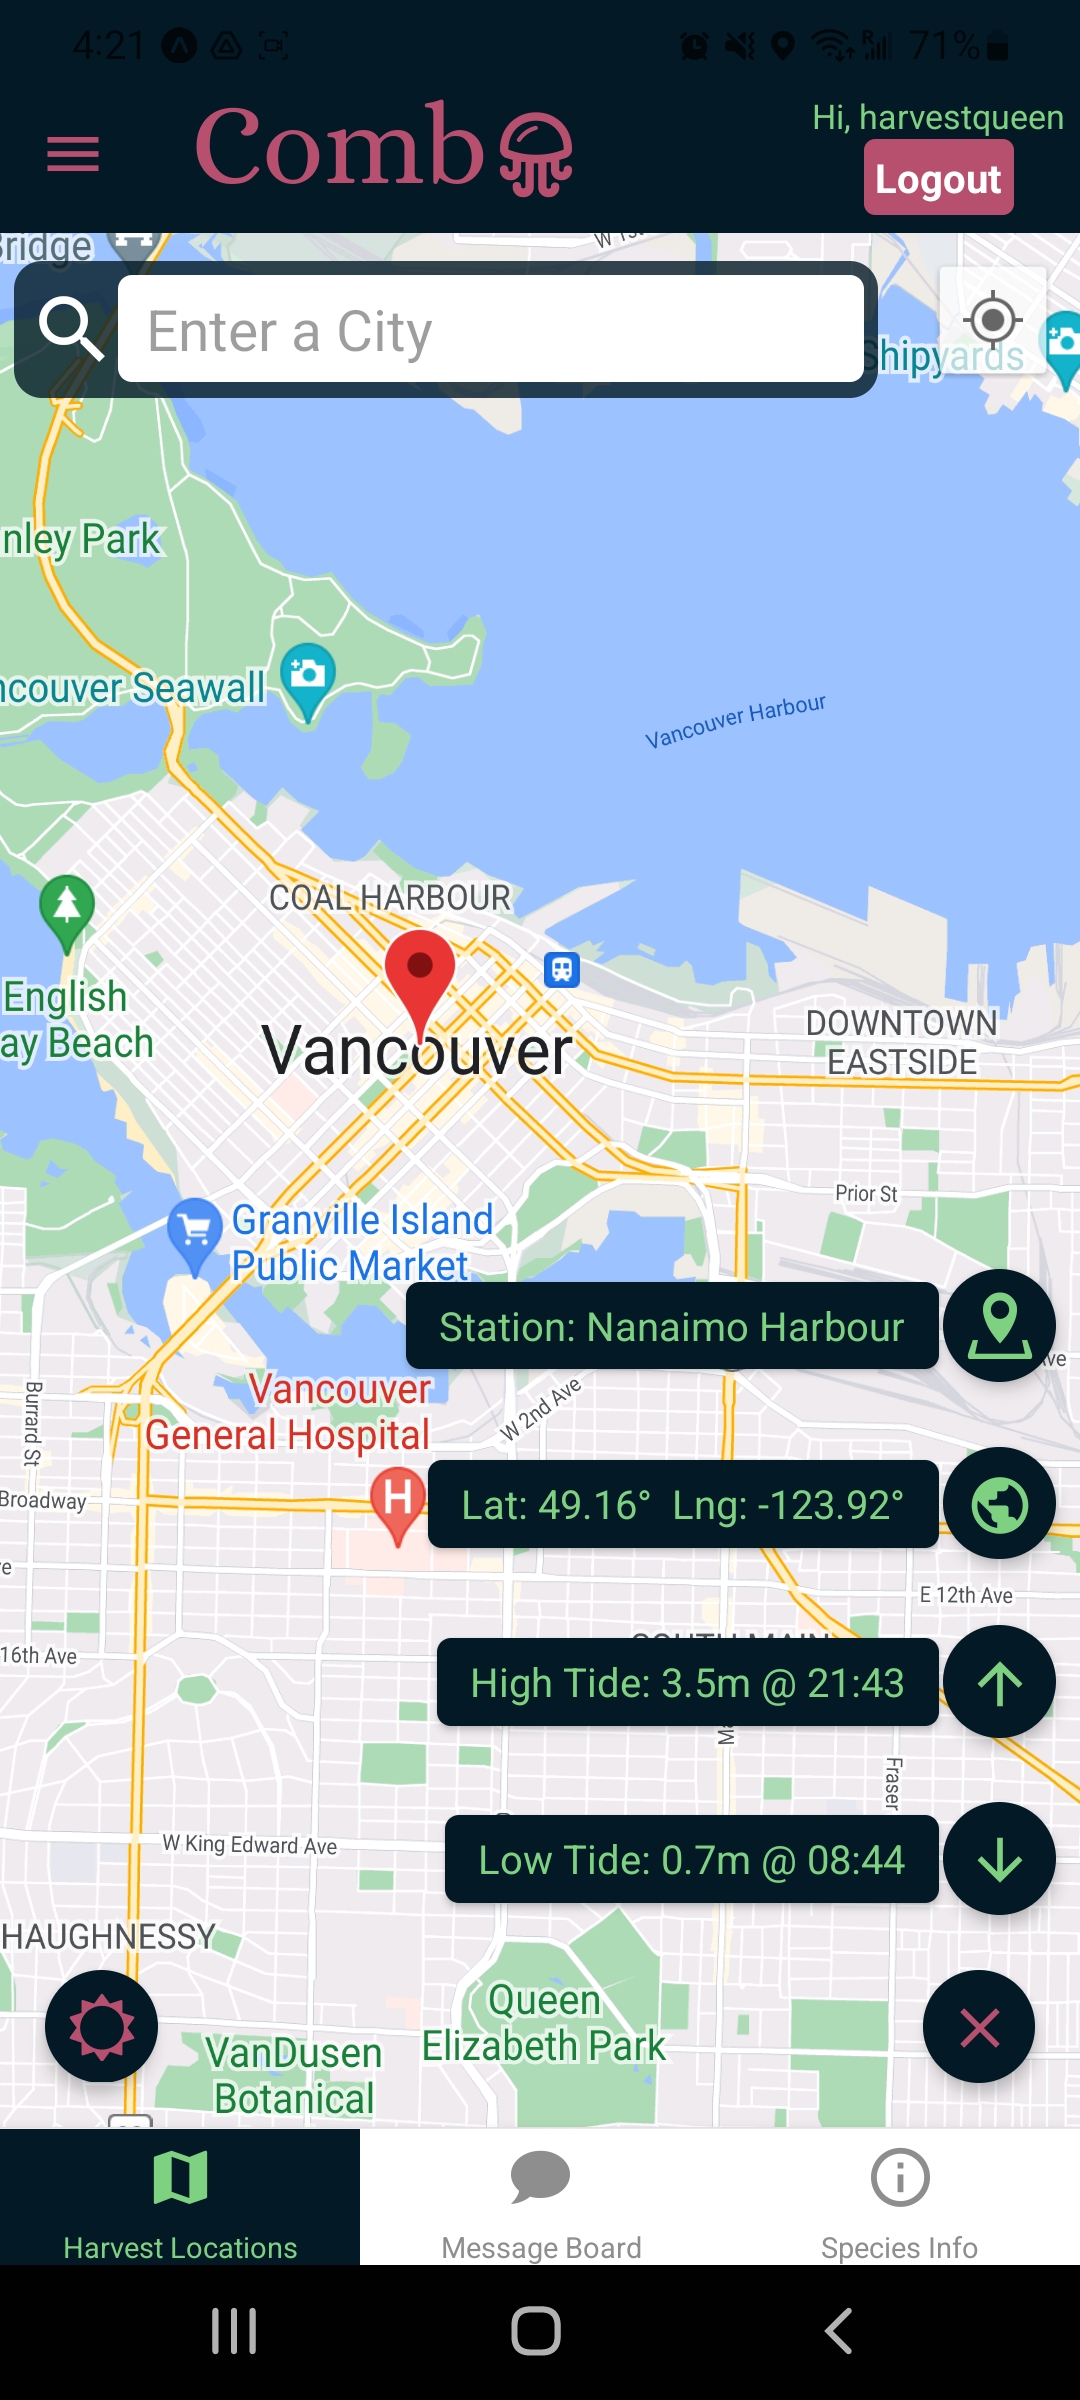 4:21
71%
Comb
Hi, harvestqueen
Logout
Bridge
W 1st
Enter a City
Shipyards
nley Park
ncouver Seawall
Vancouver Harbour
COAL HARBOUR
English
ay Beach
Vancouver
DOWNTOWN
EASTSIDE
Prior St
Granville Island
Public Market
Station: Nanaimo Harbour
Ave
Vancouver
General Hospital
W 2nd Ave
Burrard St
Broadway
H
Lat: 49.16° Lng: -123.92°
E 12th Ave
16th Ave
SOUTH MAIN
High Tide: 3.5m @ 21:43
Fraser
W King Edward Ave
Low Tide: 0.7m @ 08:44
HAUGHNESSY
Queen
Elizabeth Park
VanDusen
Botanical
Harvest Locations
Message Board
Species Info